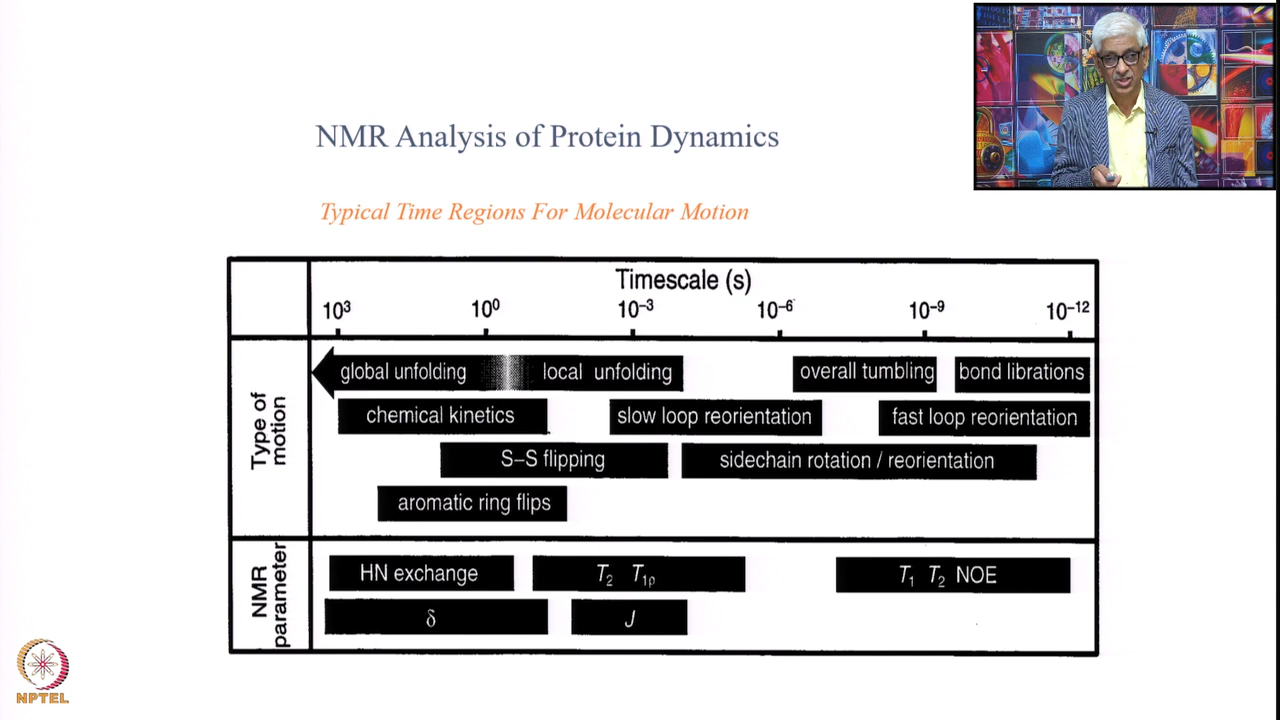 NMR Analysis of Protein Dynamics
Typical Time Regions For Molecular Motion
Timescale (s)
10³ 10⁰ 10⁻³ 10⁻⁶ 10⁻⁹ 10⁻¹²
Type of motion
global unfolding local unfolding overall tumbling bond librations
chemical kinetics slow loop reorientation fast loop reorientation
S–S flipping sidechain rotation / reorientation
aromatic ring flips
NMR parameter
HN exchange T₂ T₁ρ T₁ T₂ NOE
δ J
NPTEL